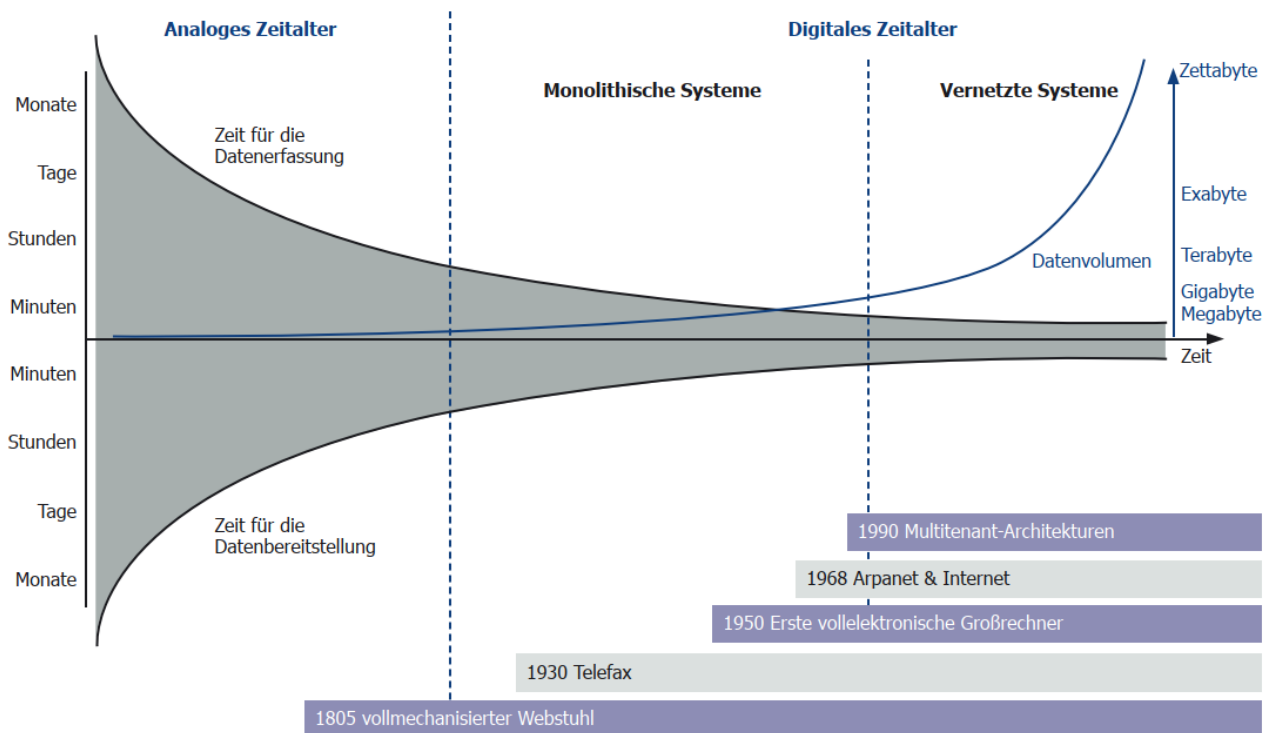 Analoges Zeitalter
Digitales Zeitalter
Monolithische Systeme
Vernetzte Systeme
Zettabyte
Monate
Zeit für die
Datenerfassung
Tage
Exabyte
Stunden
Datenvolumen
Terabyte
Minuten
Gigabyte
Megabyte
Zeit
Minuten
Stunden
Tage
Zeit für die
Datenbereitstellung
Monate
1990 Multitenant-Architekturen
1968 Arpanet & Internet
1950 Erste vollelektronische Großrechner
1930 Telefax
1805 vollmechanisierter Webstuhl